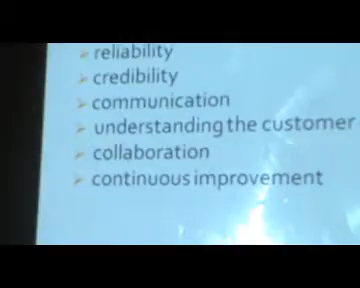 reliability
credibility
communication
understanding the customer
collaboration
continuous improvement